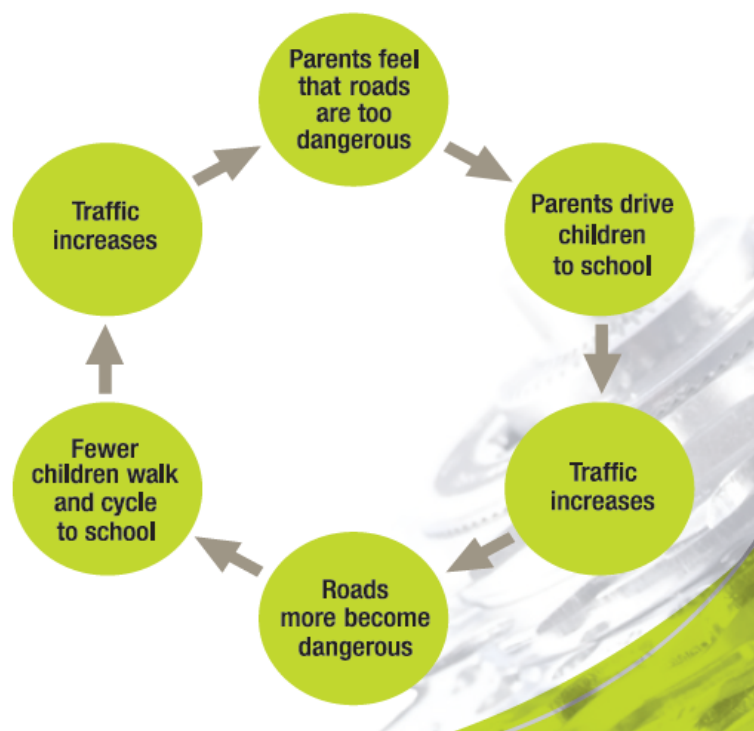 Parents feel
that roads
are too
dangerous
Parents drive
children
to school
Traffic
increases
Roads
more become
dangerous
Fewer
children walk
and cycle
to school
Traffic
increases